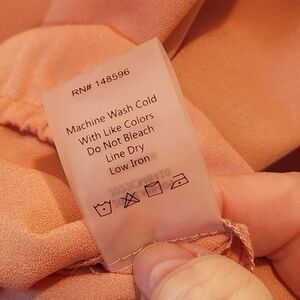 RN# 148596
Machine Wash Cold
With Like Colors
Do Not Bleach
Line Dry
Low Iron